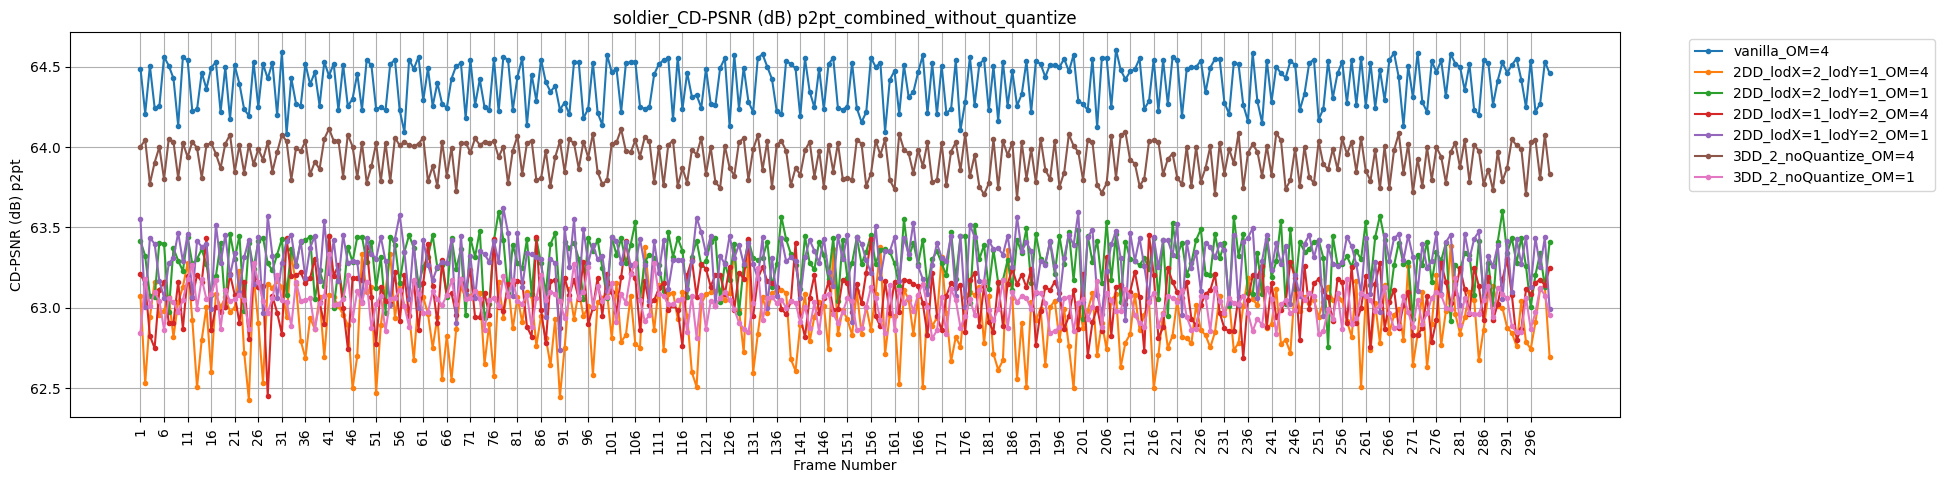 soldier_CD-PSNR (dB) p2pt_combined_without_quantize
CD-PSNR (dB) p2pt
64.5
64.0
63.5
63.0
62.5
1 6 11 16 21 26 31 36 41 46 51 56 61 66 71 76 81 86 91 96 101 106 111 116 121 126 131 136 141 146 151 156 161 166 171 176 181 186 191 196 201 206 211 216 221 226 231 236 241 246 251 256 261 266 271 276 281 286 291 296
Frame Number
vanilla_OM=4
2DD_lodX=2_lodY=1_OM=4
2DD_lodX=2_lodY=1_OM=1
2DD_lodX=1_lodY=2_OM=4
2DD_lodX=1_lodY=2_OM=1
3DD_2_noQuantize_OM=4
3DD_2_noQuantize_OM=1